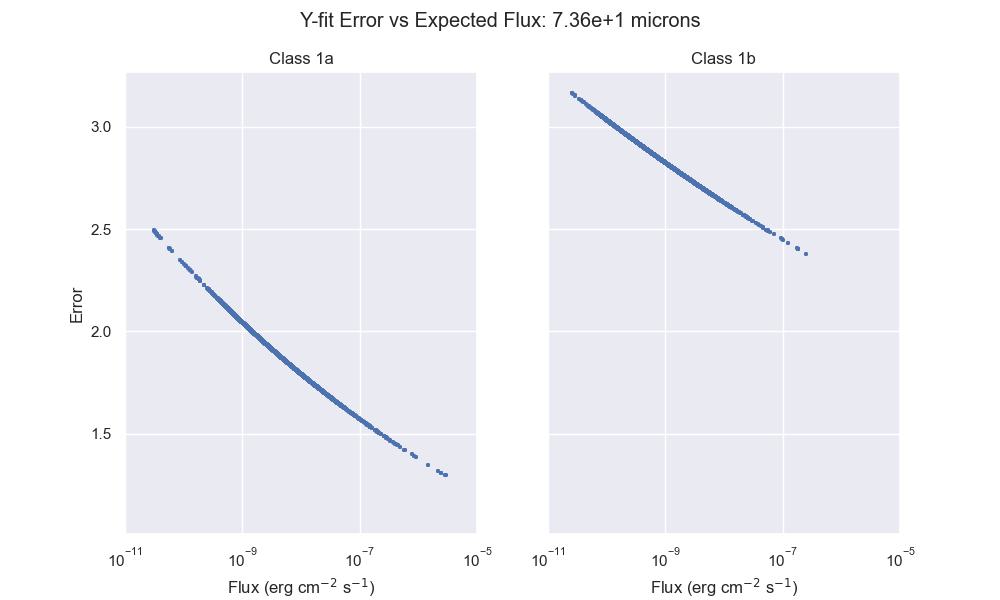 Y-fit Error vs Expected Flux: 7.36e+1 microns
Class 1a
Class 1b
Error
3.0
2.5
2.0
1.5
10⁻¹¹ 10⁻⁹ 10⁻⁷ 10⁻⁵
10⁻¹¹ 10⁻⁹ 10⁻⁷ 10⁻⁵
Flux (erg cm⁻² s⁻¹)
Flux (erg cm⁻² s⁻¹)